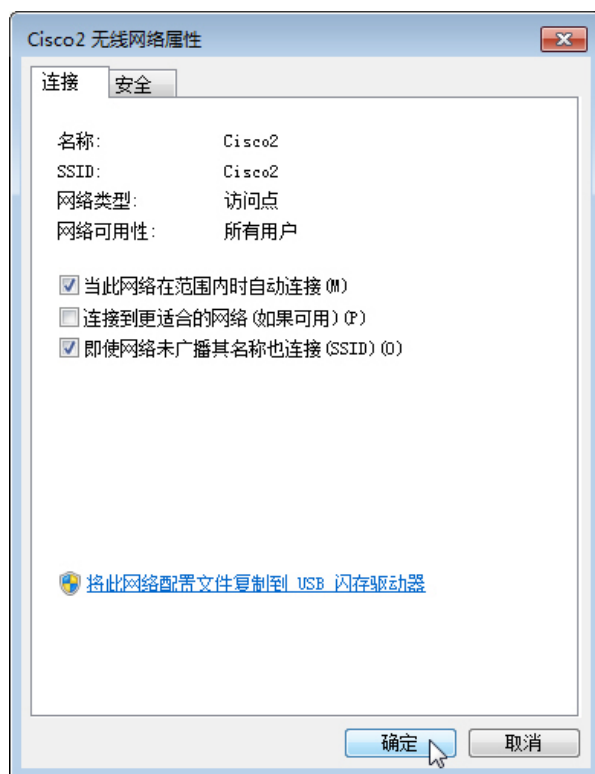 Cisco2 无线网络属性
连接 安全
名称: Cisco2
SSID: Cisco2
网络类型: 访问点
网络可用性: 所有用户
当此网络在范围内时自动连接(M)
连接到更适合的网络(如果可用)(P)
即使网络未广播其名称也连接(SSID)(O)
将此网络配置文件复制到 USB 闪存驱动器
确定 取消